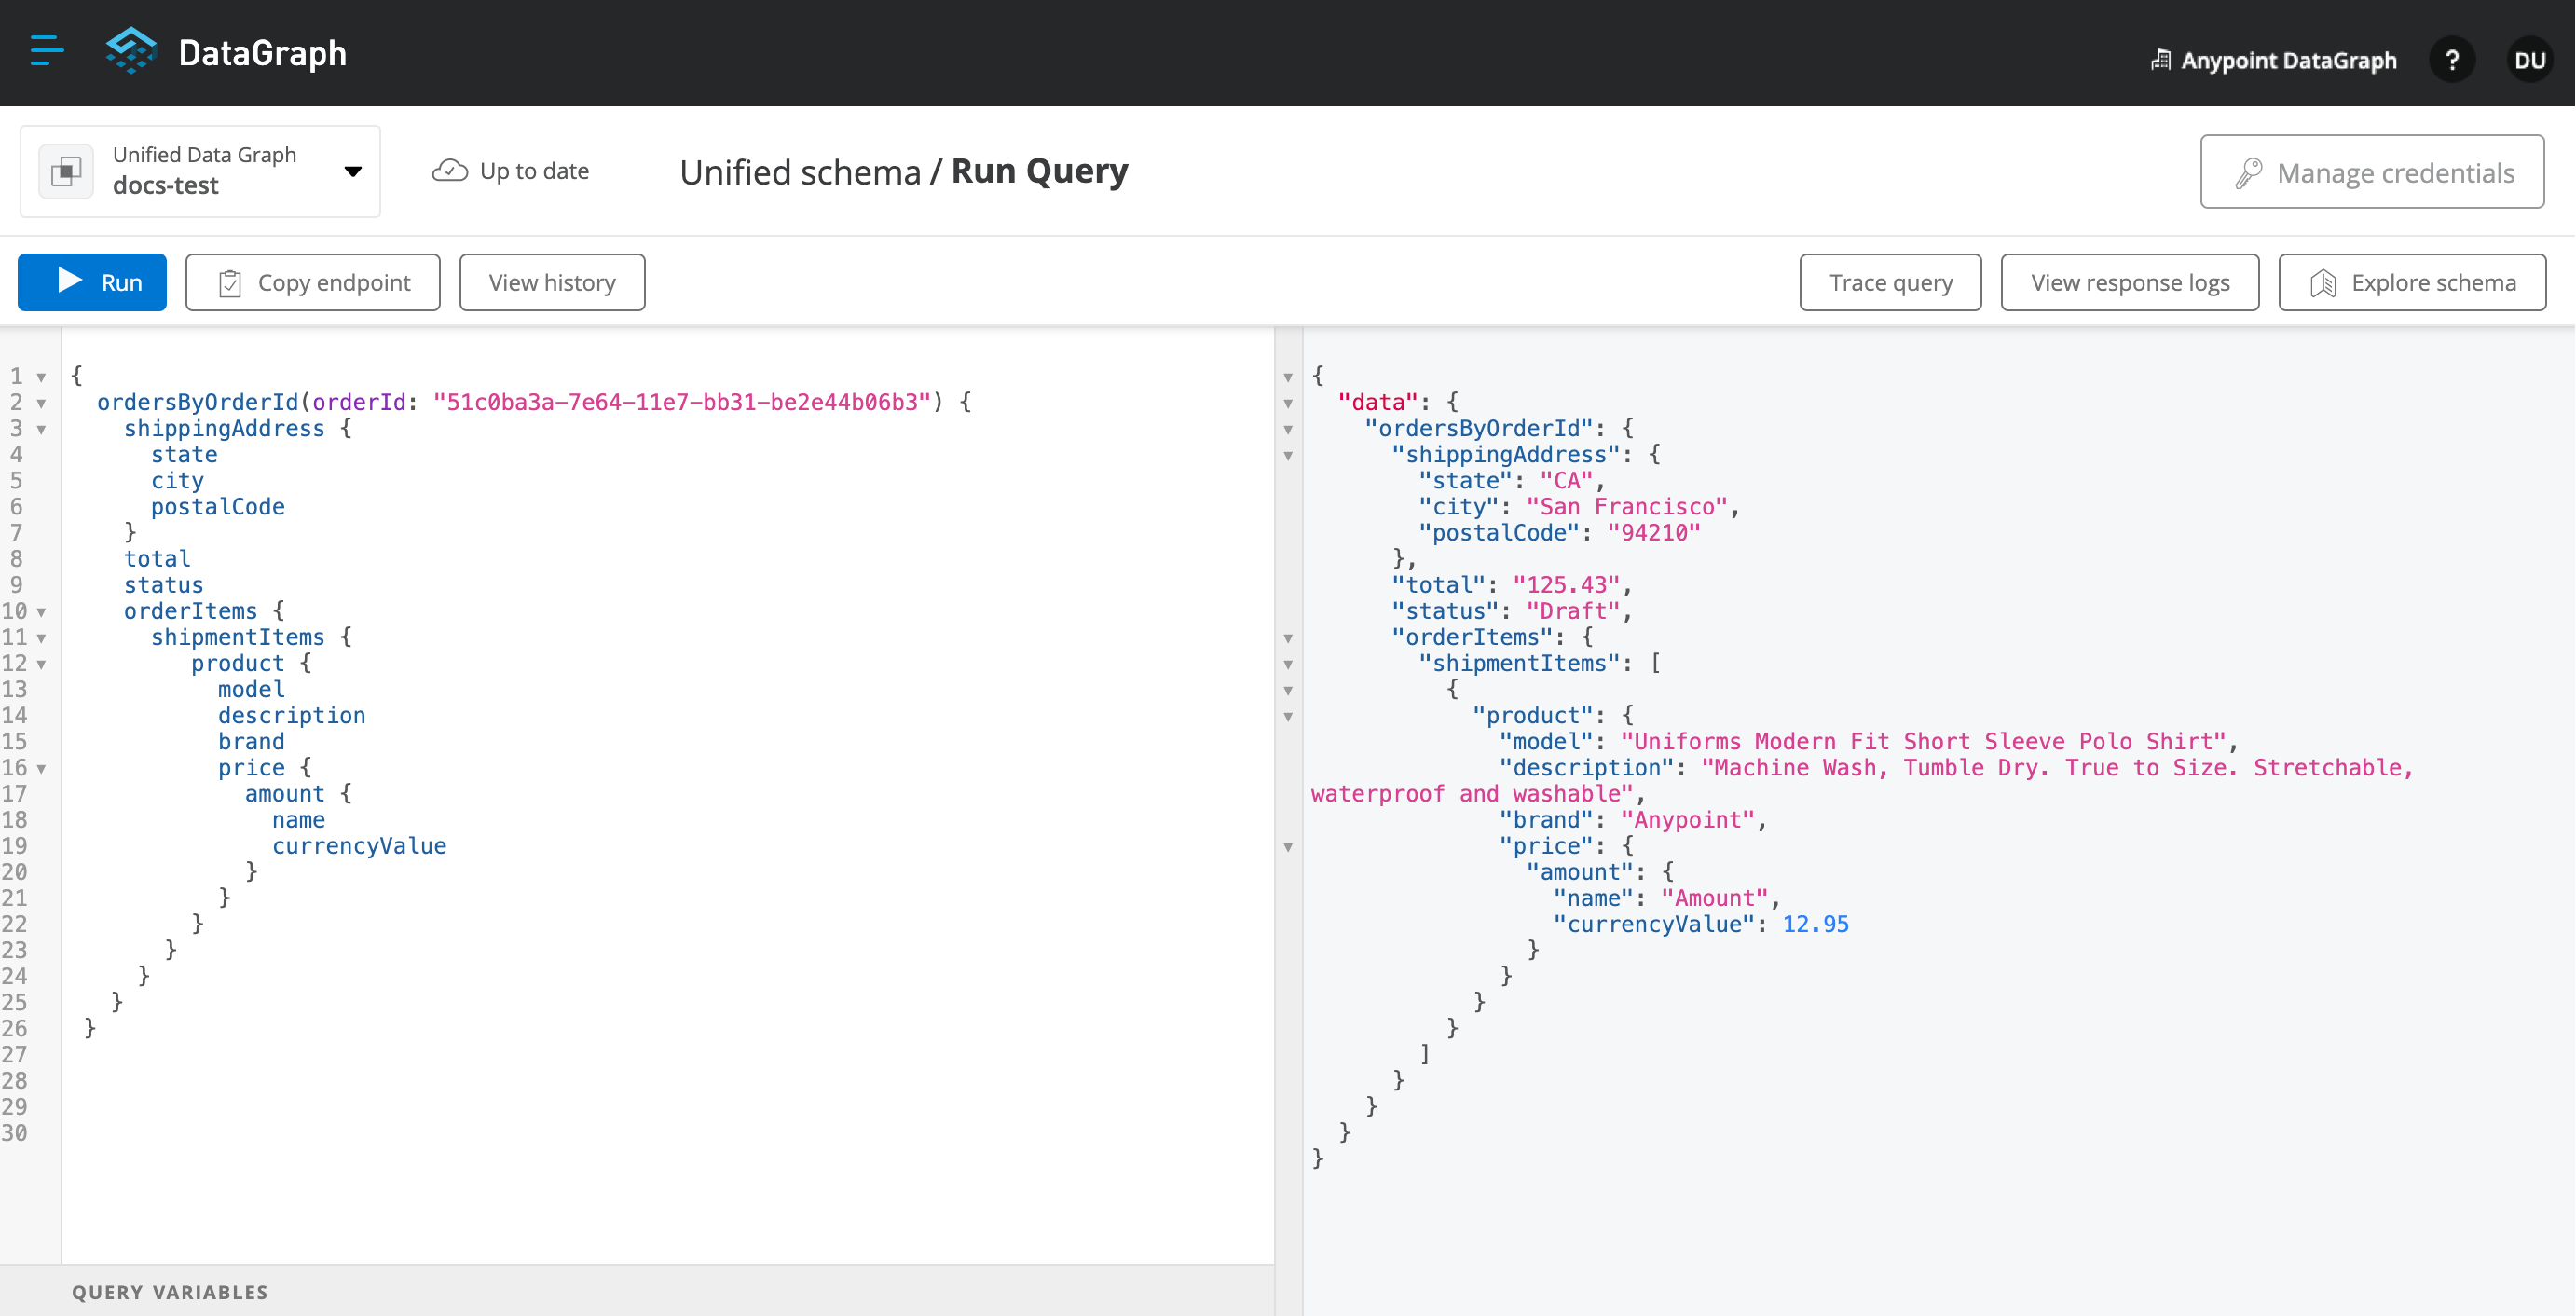 DataGraph
Anypoint DataGraph
?
DU
Unified Data Graph
docs-test
Up to date
Unified schema / Run Query
Manage credentials
Run
Copy endpoint
View history
Trace query
View response logs
Explore schema
1 {
2 ordersByOrderId(orderId: "51c0ba3a-7e64-11e7-bb31-be2e44b06b3") {
3 shippingAddress {
4 state
5 city
6 postalCode
7 }
8 total
9 status
10 orderItems {
11 shipmentItems {
12 product {
13 model
14 description
15 brand
16 price {
17 amount {
18 name
19 currencyValue
20 }
21 }
22 }
23 }
24 }
25 }
26 }
27
28
29
30
QUERY VARIABLES
{
"data": {
"ordersByOrderId": {
"shippingAddress": {
"state": "CA",
"city": "San Francisco",
"postalCode": "94210"
},
"total": "125.43",
"status": "Draft",
"orderItems": {
"shipmentItems": [
{
"product": {
"model": "Uniforms Modern Fit Short Sleeve Polo Shirt",
"description": "Machine Wash, Tumble Dry. True to Size. Stretchable,
waterproof and washable",
"brand": "Anypoint",
"price": {
"amount": {
"name": "Amount",
"currencyValue": 12.95
}
}
}
}
]
}
}
}
}